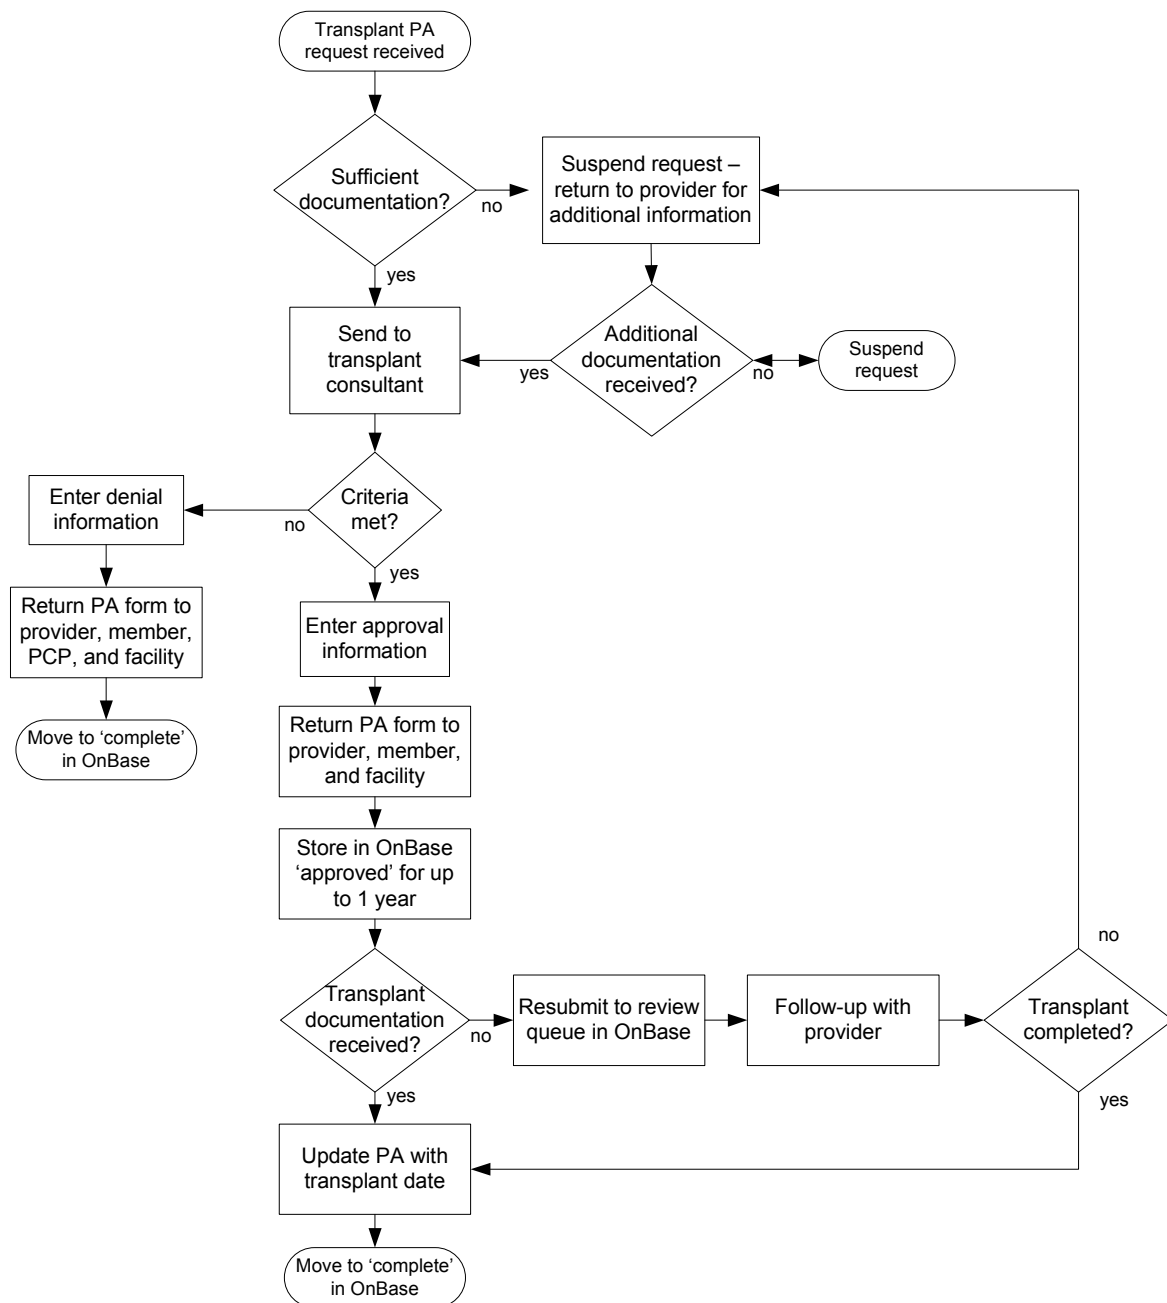 Transplant PA
request received
Sufficient
documentation?
no
yes
Suspend request –
return to provider for
additional information
Send to
transplant
consultant
yes
Additional
documentation
received?
no
Suspend
request
Criteria
met?
no
yes
Enter denial
information
Return PA form to
provider, member,
PCP, and facility
Move to ‘complete’
in OnBase
Enter approval
information
Return PA form to
provider, member,
and facility
Store in OnBase
‘approved’ for up
to 1 year
Transplant
documentation
received?
no
yes
Resubmit to review
queue in OnBase
Follow-up with
provider
no
Transplant
completed?
yes
Update PA with
transplant date
Move to ‘complete’
in OnBase